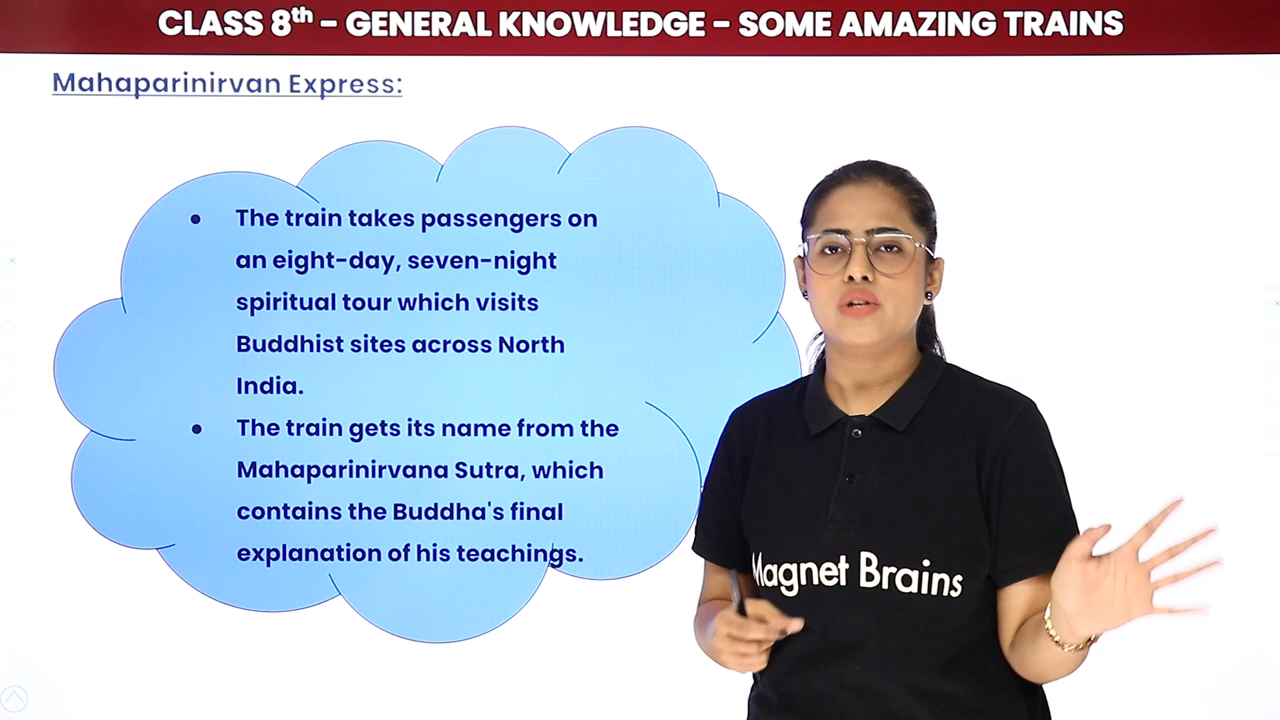 CLASS 8th – GENERAL KNOWLEDGE – SOME AMAZING TRAINS
Mahaparinirvan Express:
• The train takes passengers on
an eight-day, seven-night
spiritual tour which visits
Buddhist sites across North
India.
• The train gets its name from the
Mahaparinirvana Sutra, which
contains the Buddha's final
explanation of his teachings.
Magnet Brains